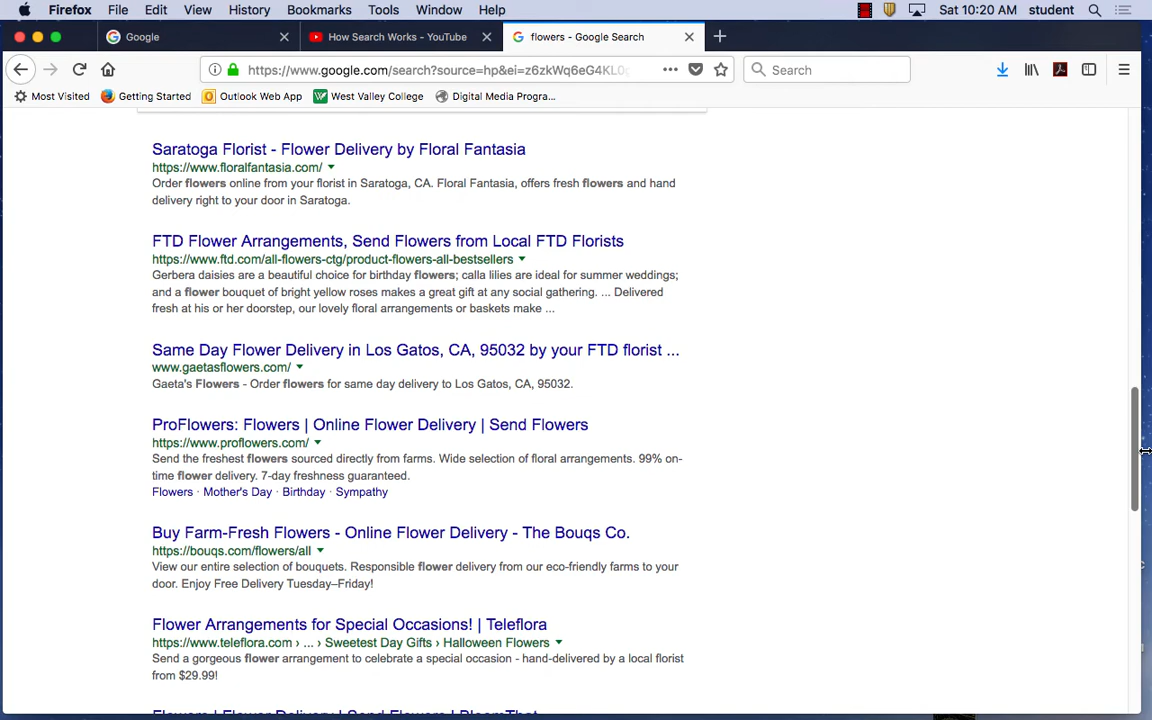 Firefox File Edit View History Bookmarks Tools Window Help Sat 10:20 AM student
Google How Search Works - YouTube flowers - Google Search
https://www.google.com/search?source=hp&ei=z6zkWq6eG4KL0 Search
Most Visited Getting Started Outlook Web App West Valley College Digital Media Progra...
Saratoga Florist - Flower Delivery by Floral Fantasia
https://www.floralfantasia.com/
Order flowers online from your florist in Saratoga, CA. Floral Fantasia, offers fresh flowers and hand
delivery right to your door in Saratoga.
FTD Flower Arrangements, Send Flowers from Local FTD Florists
https://www.ftd.com/all-flowers-ctg/product-flowers-all-bestsellers
Gerbera daisies are a beautiful choice for birthday flowers; calla lilies are ideal for summer weddings;
and a flower bouquet of bright yellow roses makes a great gift at any social gathering. ... Delivered
fresh at his or her doorstep, our lovely floral arrangements or baskets make ...
Same Day Flower Delivery in Los Gatos, CA, 95032 by your FTD florist ...
www.gaetasflowers.com/
Gaeta's Flowers - Order flowers for same day delivery to Los Gatos, CA, 95032.
ProFlowers: Flowers | Online Flower Delivery | Send Flowers
https://www.proflowers.com/
Send the freshest flowers sourced directly from farms. Wide selection of floral arrangements. 99% on-
time flower delivery. 7-day freshness guaranteed.
Flowers · Mother's Day · Birthday · Sympathy
Buy Farm-Fresh Flowers - Online Flower Delivery - The Bouqs Co.
https://bouqs.com/flowers/all
View our entire selection of bouquets. Responsible flower delivery from our eco-friendly farms to your
door. Enjoy Free Delivery Tuesday–Friday!
Flower Arrangements for Special Occasions! | Teleflora
https://www.teleflora.com › ... › Sweetest Day Gifts › Halloween Flowers
Send a gorgeous flower arrangement to celebrate a special occasion - hand-delivered by a local florist
from $29.99!
Flowers | Flower Delivery | Send Flowers | BloomThat